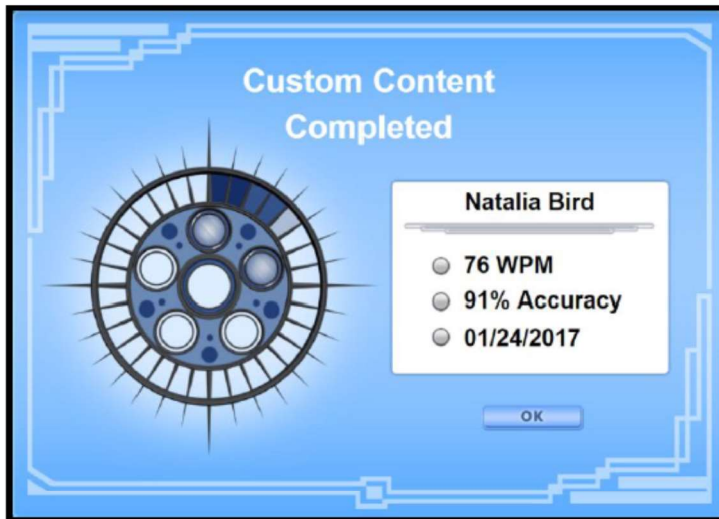 Custom Content
Completed
Natalia Bird
76 WPM
91% Accuracy
01/24/2017
OK